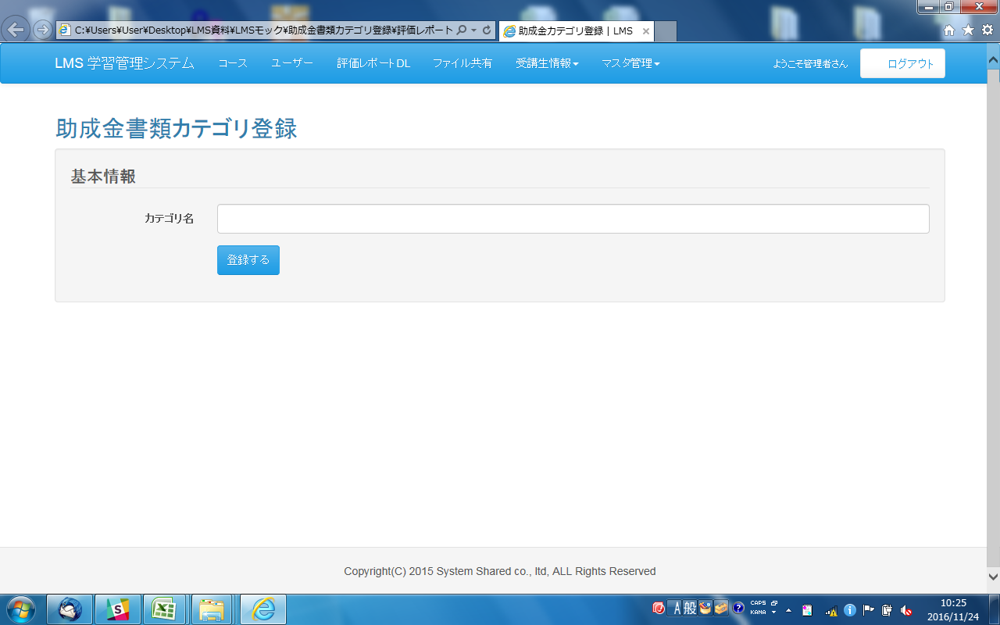 C:¥Users¥User¥Desktop¥LMS資料¥LMSモック¥助成金書類カテゴリ登録¥評価レポート
助成金カテゴリ登録 | LMS
LMS 学習管理システム コース ユーザー 評価レポートDL ファイル共有 受講生情報 マスタ管理 ようこそ管理者さん ログアウト
助成金書類カテゴリ登録
基本情報
カテゴリ名
登録する
Copyright(C) 2015 System Shared co., ltd, ALL Rights Reserved
A 般 CAPS
KANA
10:25
2016/11/24